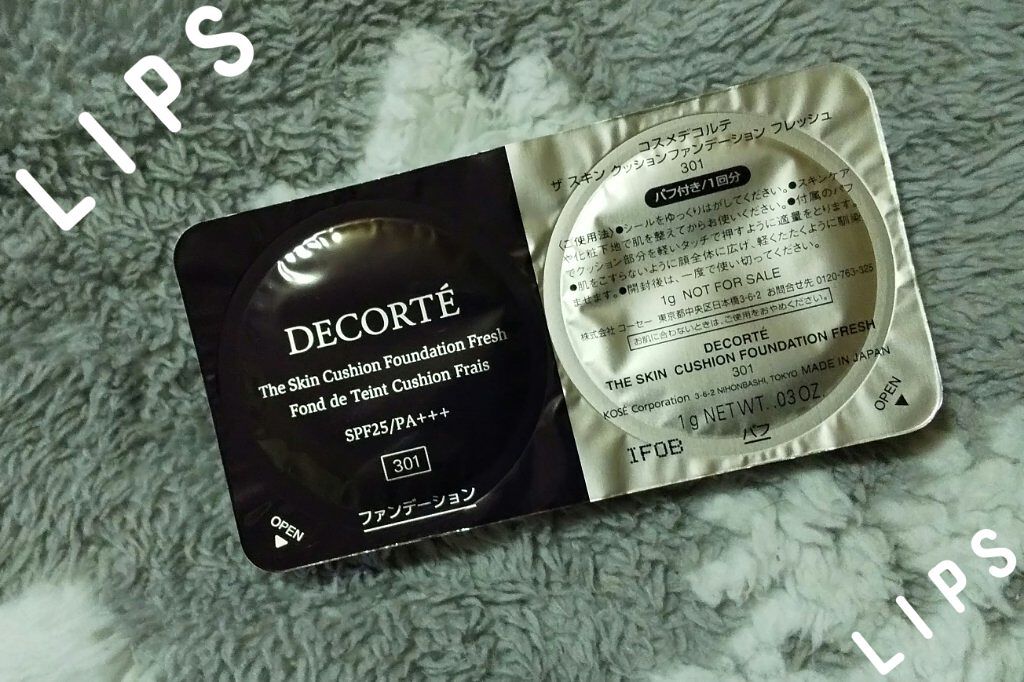 LIPS
DECORTÉ
The Skin Cushion Foundation Fresh
Fond de Teint Cushion Frais
SPF25/PA+++
301
ファンデーション
OPEN
コスメデコルテ
ザ スキン クッションファンデーション フレッシュ
301
パフ付き/1回分
〈ご使用法〉●シールをゆっくりはがしてください。●スキンケア
や化粧下地で肌を整えてからお使いください。●付属のパフ
でクッション部分を軽いタッチで押すように適量をとります。
●肌をこすらないように顔全体に広げ、軽くたたくように馴染
ませます。●開封後は、一度で使い切ってください。
1g NOT FOR SALE
株式会社 コーセー 東京都中央区日本橋3-6-2 お問合せ先 0120-763-325
お肌に合わないときは、ご使用をおやめください。
DECORTÉ
THE SKIN CUSHION FOUNDATION FRESH
301
KOSÉ Corporation 3-6-2 NIHONBASHI, TOKYO MADE IN JAPAN
1g NET WT. .03 OZ.
パフ
IF0B
OPEN
LIPS